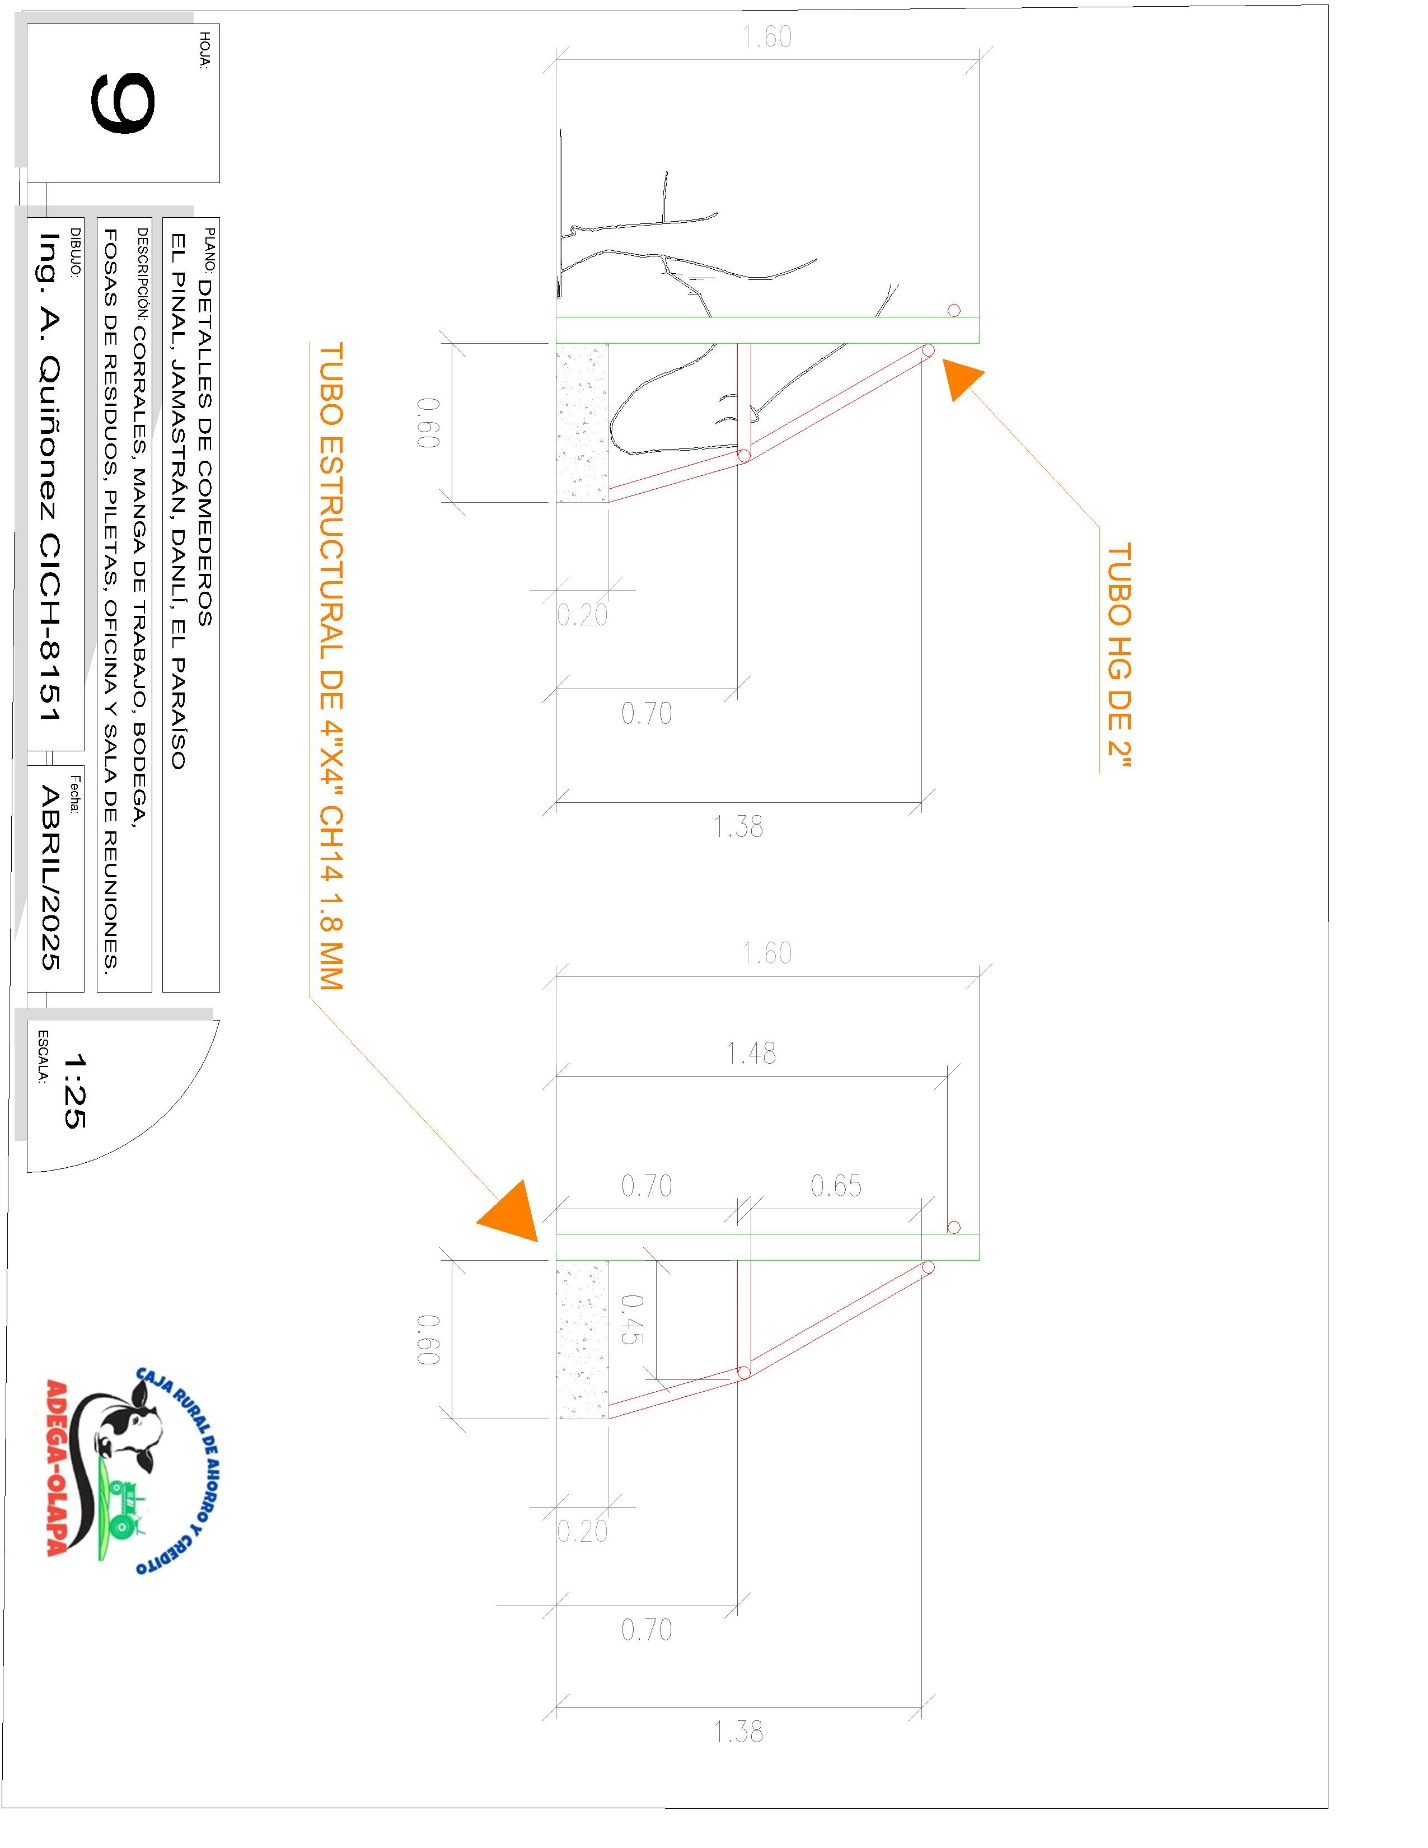 HOJA:
9
PLANO: DETALLES DE COMEDEROS
EL PINAL, JAMASTRÁN, DANLÍ, EL PARAÍSO
DESCRIPCIÓN: CORRALES, MANGA DE TRABAJO, BODEGA,
FOSAS DE RESIDUOS, PILETAS, OFICINA Y SALA DE REUNIONES.
DIBUJO:
Ing. A. Quiñonez CICH-8151
Fecha:
ABRIL/2025
1:25
ESCALA:
CAJA RURAL DE AHORRO Y CREDITO
ADEGA-OLAPA
TUBO HG DE 2"
TUBO ESTRUCTURAL DE 4"X4" CH14 1.8 MM
1.60
0.60
0.20
0.70
1.38
1.60
1.48
0.70
0.65
0.45
0.60
0.20
0.70
1.38